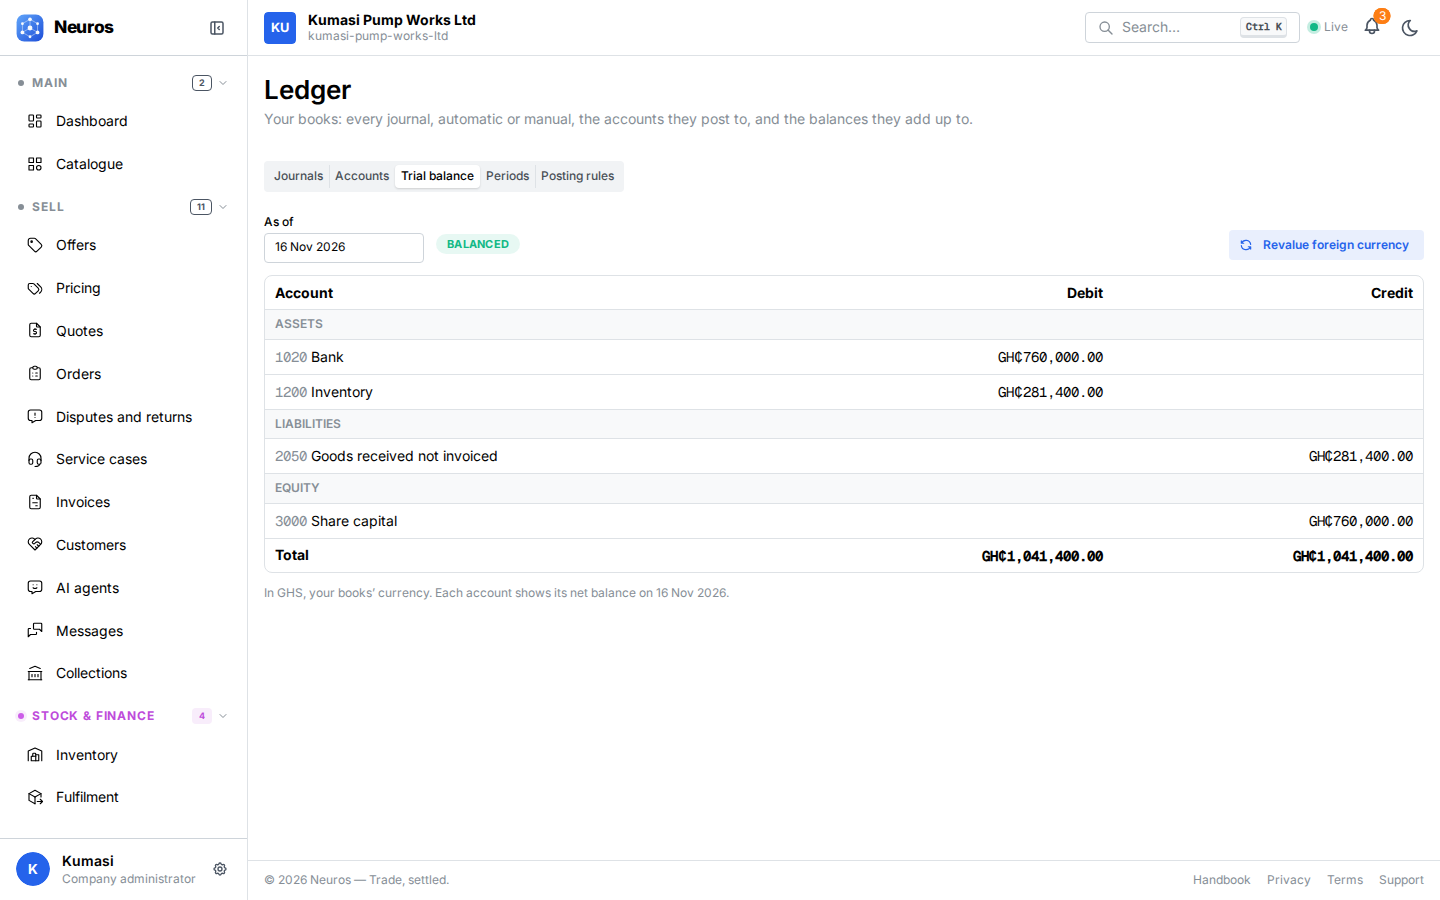 Neuros
KU
Kumasi Pump Works Ltd
kumasi-pump-works-ltd
Search...
Ctrl K
Live
3
MAIN
2
Dashboard
Catalogue
SELL
11
Offers
Pricing
Quotes
Orders
Disputes and returns
Service cases
Invoices
Customers
AI agents
Messages
Collections
STOCK & FINANCE
4
Inventory
Fulfilment
K
Kumasi
Company administrator
Ledger
Your books: every journal, automatic or manual, the accounts they post to, and the balances they add up to.
Journals Accounts Trial balance Periods Posting rules
As of
16 Nov 2026
BALANCED
Revalue foreign currency
Account Debit Credit
ASSETS
1020 Bank GH₵760,000.00
1200 Inventory GH₵281,400.00
LIABILITIES
2050 Goods received not invoiced GH₵281,400.00
EQUITY
3000 Share capital GH₵760,000.00
Total GH₵1,041,400.00 GH₵1,041,400.00
In GHS, your books’ currency. Each account shows its net balance on 16 Nov 2026.
© 2026 Neuros — Trade, settled.
Handbook Privacy Terms Support